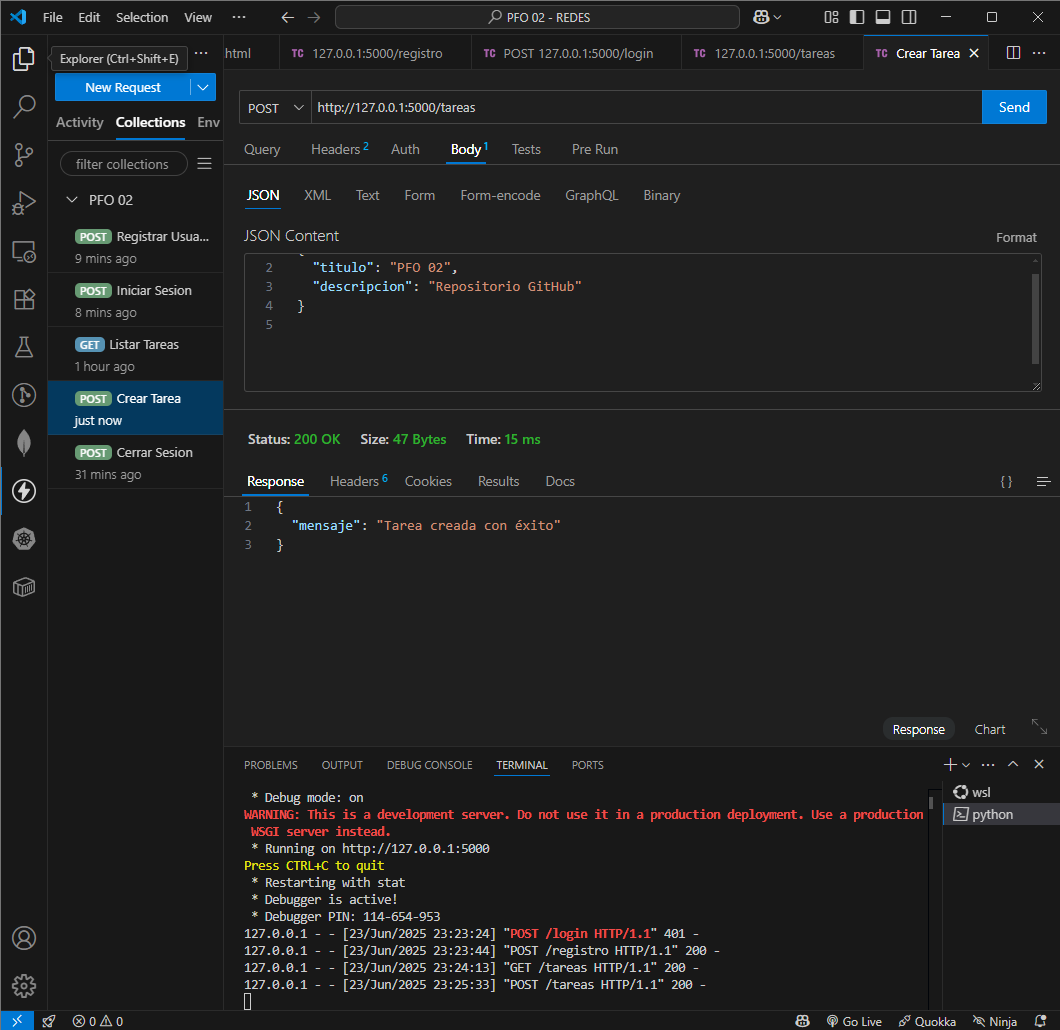 File Edit Selection View ··· PFO 02 - REDES
Explorer (Ctrl+Shift+E) ···
html TC 127.0.0.1:5000/registro TC POST 127.0.0.1:5000/login TC 127.0.0.1:5000/tareas TC Crear Tarea ···
New Request
Activity Collections Env
filter collections
PFO 02
POST Registrar Usua...
9 mins ago
POST Iniciar Sesion
8 mins ago
GET Listar Tareas
1 hour ago
POST Crear Tarea
just now
POST Cerrar Sesion
31 mins ago
POST http://127.0.0.1:5000/tareas Send
Query Headers 2 Auth Body 1 Tests Pre Run
JSON XML Text Form Form-encode GraphQL Binary
JSON Content Format
2 "titulo": "PFO 02",
3 "descripcion": "Repositorio GitHub"
4 }
5
Status: 200 OK Size: 47 Bytes Time: 15 ms
Response Headers 6 Cookies Results Docs { }
1 {
2 "mensaje": "Tarea creada con éxito"
3 }
Response Chart
PROBLEMS OUTPUT DEBUG CONSOLE TERMINAL PORTS ···
wsl
python
* Debug mode: on
WARNING: This is a development server. Do not use it in a production deployment. Use a production
WSGI server instead.
* Running on http://127.0.0.1:5000
Press CTRL+C to quit
* Restarting with stat
* Debugger is active!
* Debugger PIN: 114-654-953
127.0.0.1 - - [23/Jun/2025 23:23:24] "POST /login HTTP/1.1" 401 -
127.0.0.1 - - [23/Jun/2025 23:23:44] "POST /registro HTTP/1.1" 200 -
127.0.0.1 - - [23/Jun/2025 23:24:13] "GET /tareas HTTP/1.1" 200 -
127.0.0.1 - - [23/Jun/2025 23:25:33] "POST /tareas HTTP/1.1" 200 -
0 0 Go Live Quokka Ninja